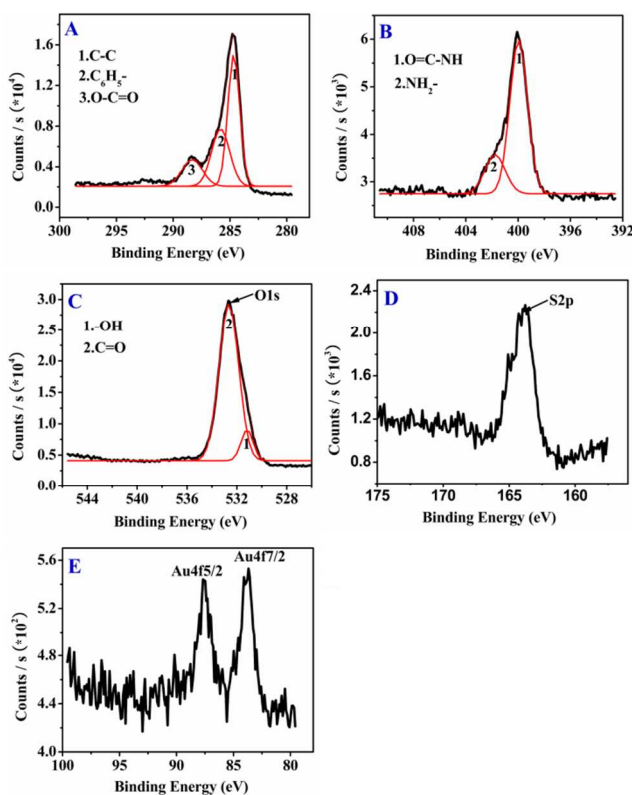 A
1.C-C
2.C6H5-
3.O-C=O
1
2
3
1.6
1.2
0.8
0.4
0.0
Counts / s (*10⁴)
300 295 290 285 280
Binding Energy (eV)
B
1.O=C-NH
2.NH2-
1
2
6
5
4
3
Counts / s (*10³)
408 404 400 396 392
Binding Energy (eV)
C
O1s
1.-OH
2.C=O
2
1
3.0
2.5
2.0
1.5
1.0
0.5
0.0
Counts / s (*10⁴)
544 540 536 532 528
Binding Energy (eV)
D
S2p
2.4
2.1
1.8
1.5
1.2
0.9
Counts / s (*10³)
175 170 165 160
Binding Energy (eV)
E
Au4f5/2 Au4f7/2
5.6
5.2
4.8
4.4
4.0
Counts / s (*10²)
100 95 90 85 80
Binding Energy (eV)